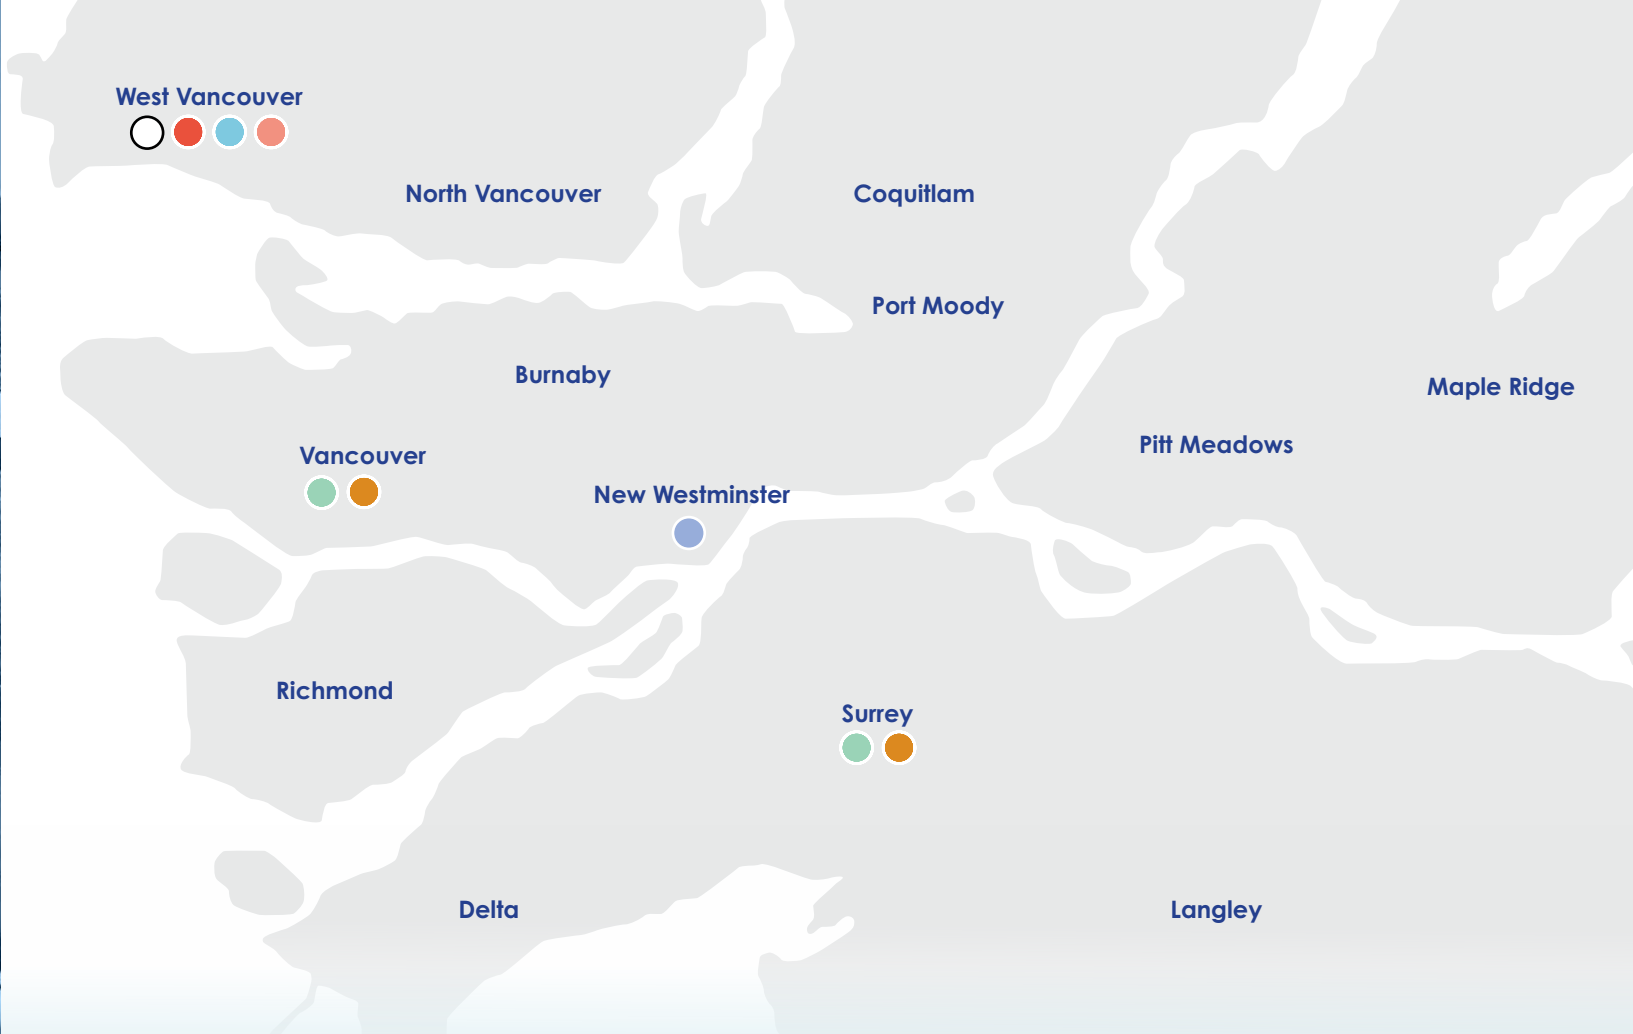 West Vancouver
North Vancouver
Coquitlam
Port Moody
Burnaby
Maple Ridge
Pitt Meadows
Vancouver
New Westminster
Richmond
Surrey
Delta
Langley